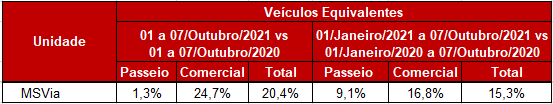 Veículos Equivalentes
Unidade
01 a 07/Outubro/2021 vs
01 a 07/Outubro/2020
01/Janeiro/2021 a 07/Outubro/2021 vs
01/Janeiro/2020 a 07/Outubro/2020
Passeio Comercial Total Passeio Comercial Total
MSVia 1,3% 24,7% 20,4% 9,1% 16,8% 15,3%